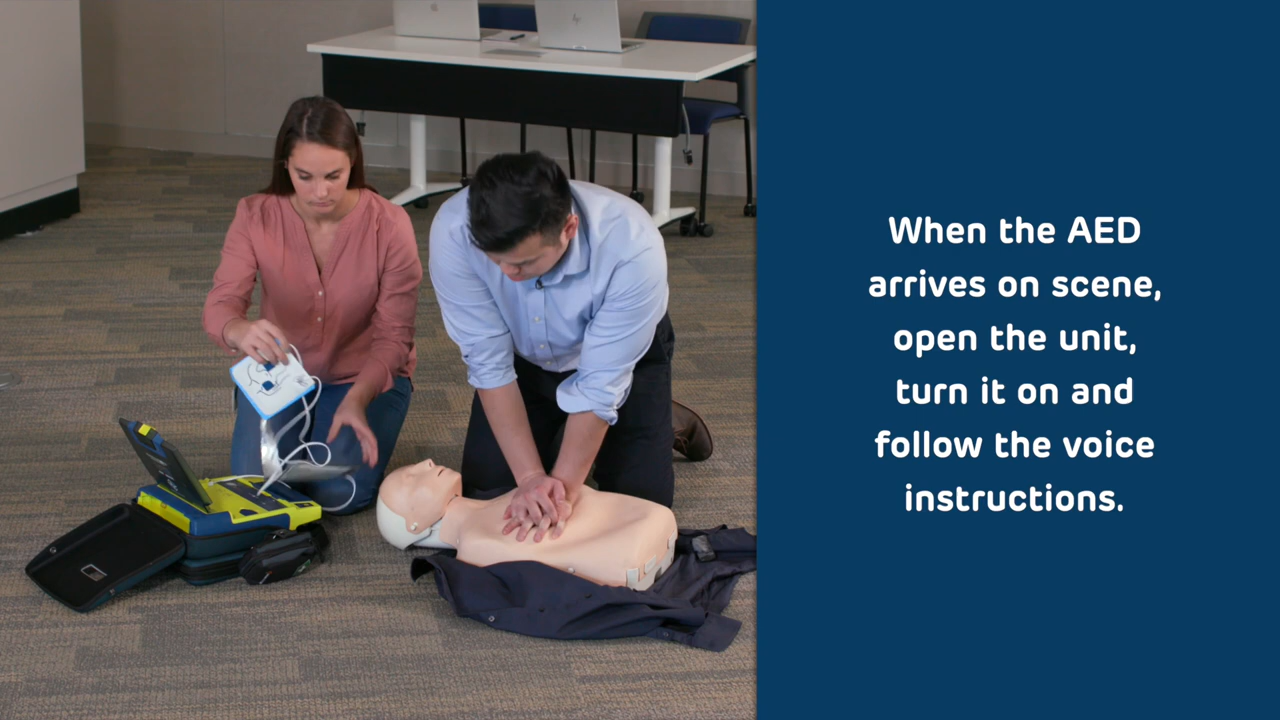 When the AED
arrives on scene,
open the unit,
turn it on and
follow the voice
instructions.